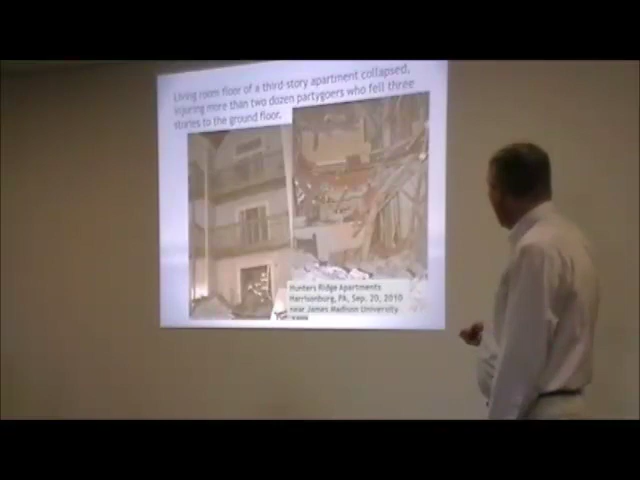 Living room floor of a third-story apartment collapsed,
injuring more than two dozen partygoers who fell three
stories to the ground floor.
Hunters Ridge Apartments
Harrisonburg, PA, Sep. 20, 2010
near James Madison University